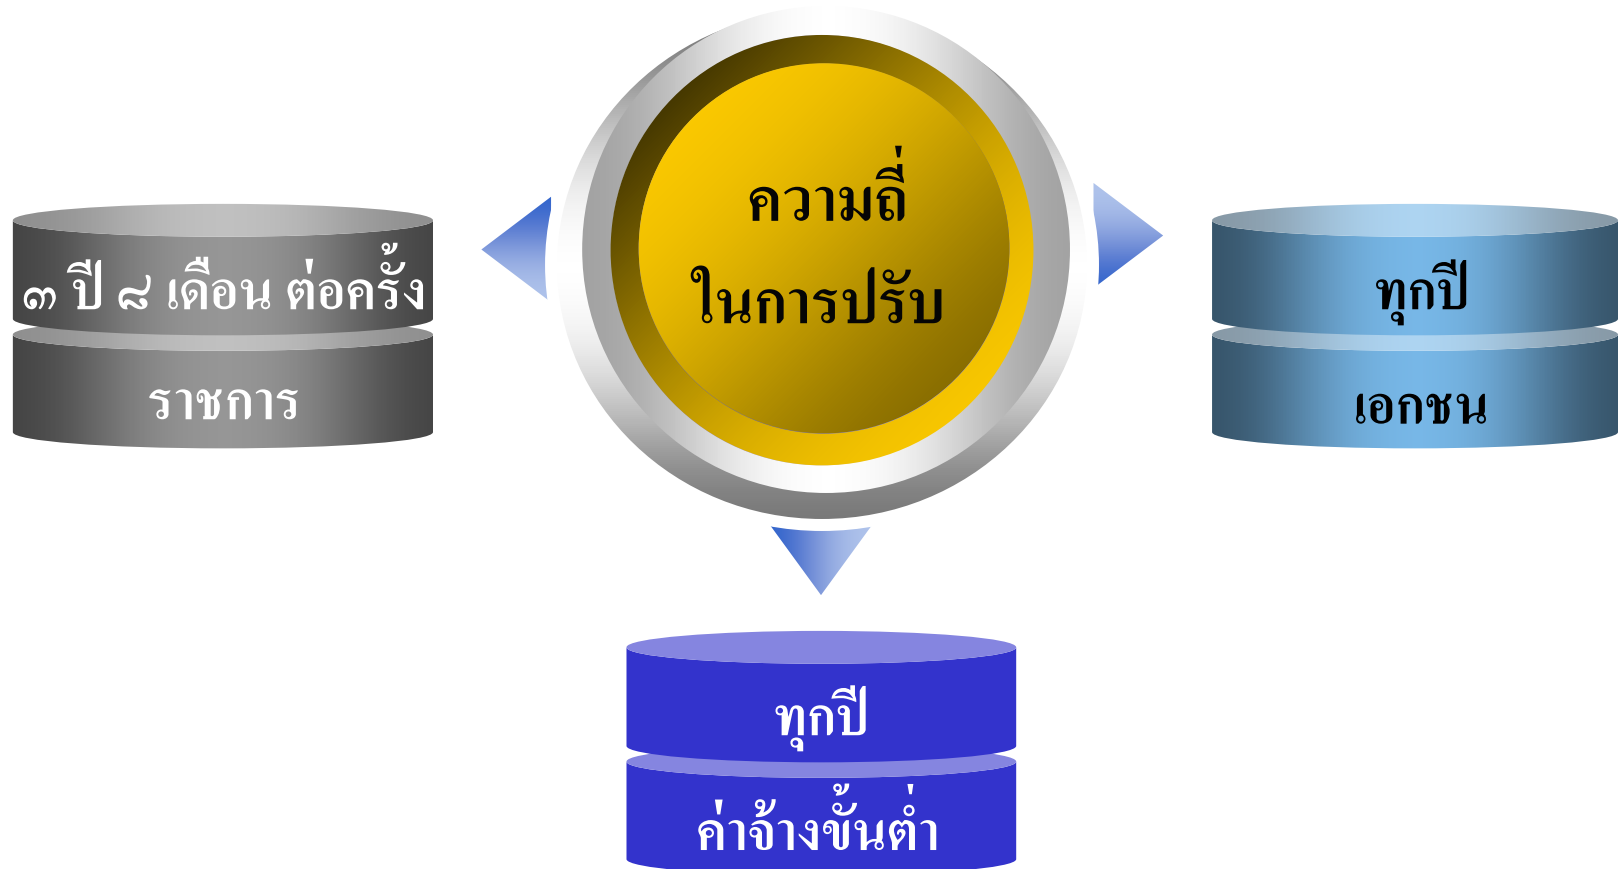 ความถี่
ในการปรับ
๓ ปี ๘ เดือน ต่อครั้ง
ราชการ
ทุกปี
เอกชน
ทุกปี
ค่าจ้างขั้นต่ำ